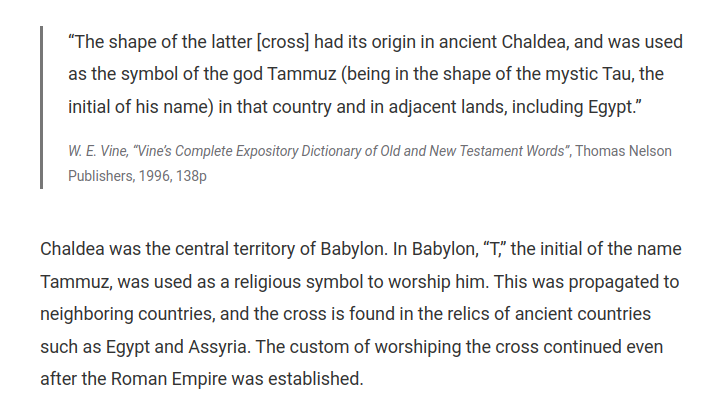 “The shape of the latter [cross] had its origin in ancient Chaldea, and was used
as the symbol of the god Tammuz (being in the shape of the mystic Tau, the
initial of his name) in that country and in adjacent lands, including Egypt.”
W. E. Vine, “Vine’s Complete Expository Dictionary of Old and New Testament Words”, Thomas Nelson
Publishers, 1996, 138p
Chaldea was the central territory of Babylon. In Babylon, “T,” the initial of the name
Tammuz, was used as a religious symbol to worship him. This was propagated to
neighboring countries, and the cross is found in the relics of ancient countries
such as Egypt and Assyria. The custom of worshiping the cross continued even
after the Roman Empire was established.